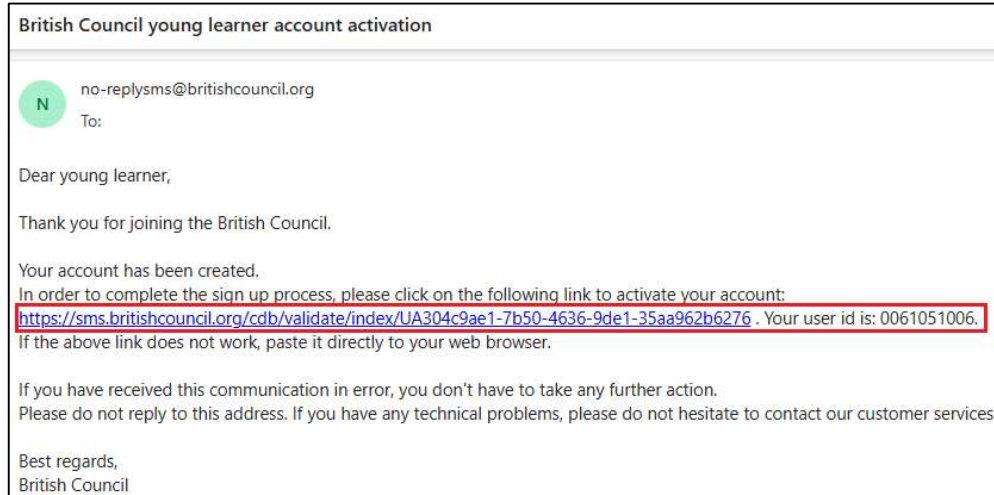 British Council young learner account activation
N
no-replysms@britishcouncil.org
To:
Dear young learner,
Thank you for joining the British Council.
Your account has been created.
In order to complete the sign up process, please click on the following link to activate your account:
https://sms.britishcouncil.org/cdb/validate/index/UA304c9ae1-7b50-4636-9de1-35aa962b6276 . Your user id is: 0061051006.
If the above link does not work, paste it directly to your web browser.
If you have received this communication in error, you don't have to take any further action.
Please do not reply to this address. If you have any technical problems, please do not hesitate to contact our customer services
Best regards,
British Council